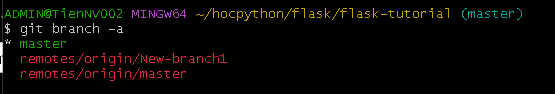 ADMIN@TienNV002 MINGW64 ~/hocpython/flask/flask-tutorial (master)
$ git branch -a
* master
remotes/origin/New-branch1
remotes/origin/master